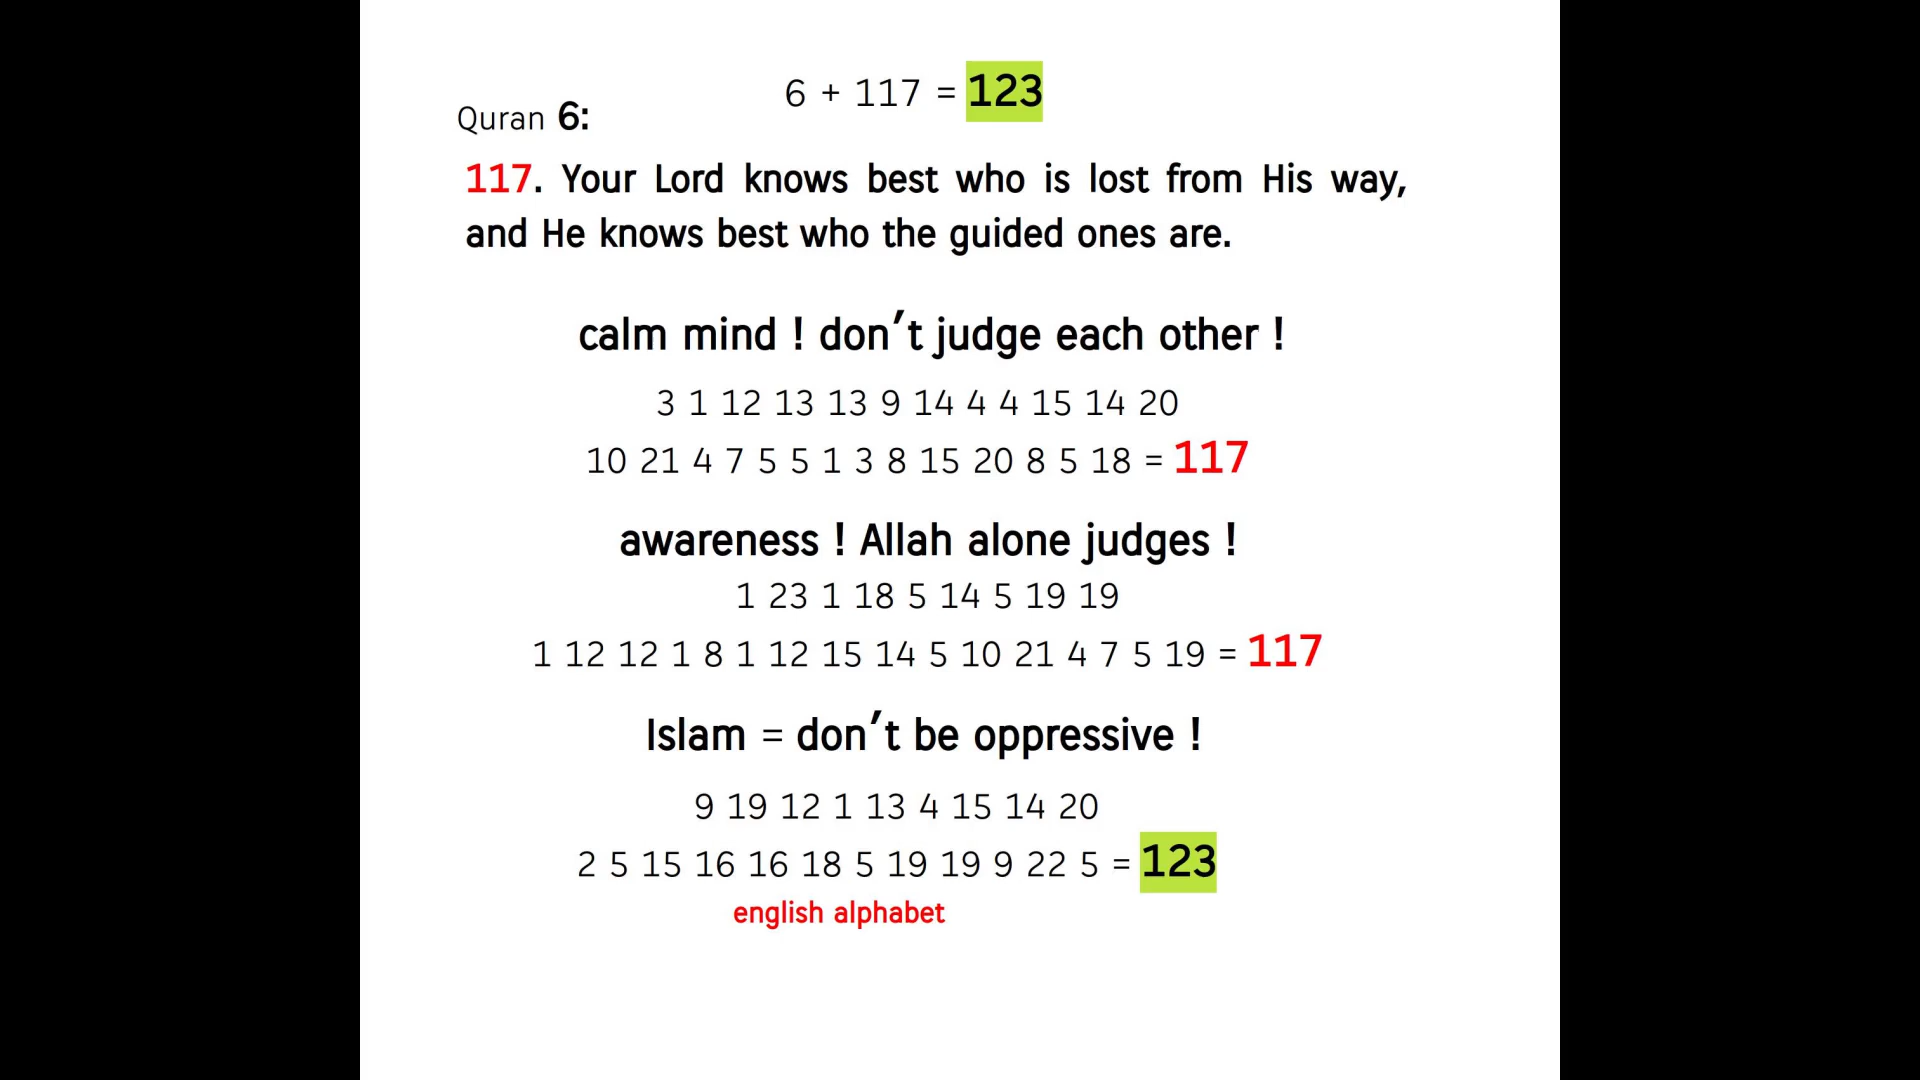 6 + 117 = 123
Quran 6:
117. Your Lord knows best who is lost from His way,
and He knows best who the guided ones are.
calm mind ! don't judge each other !
3 1 12 13 13 9 14 4 4 15 14 20
10 21 4 7 5 5 1 3 8 15 20 8 5 18 = 117
awareness ! Allah alone judges !
1 23 1 18 5 14 5 19 19
1 12 12 1 8 1 12 15 14 5 10 21 4 7 5 19 = 117
Islam = don't be oppressive !
9 19 12 1 13 4 15 14 20
2 5 15 16 16 18 5 19 19 9 22 5 = 123
english alphabet